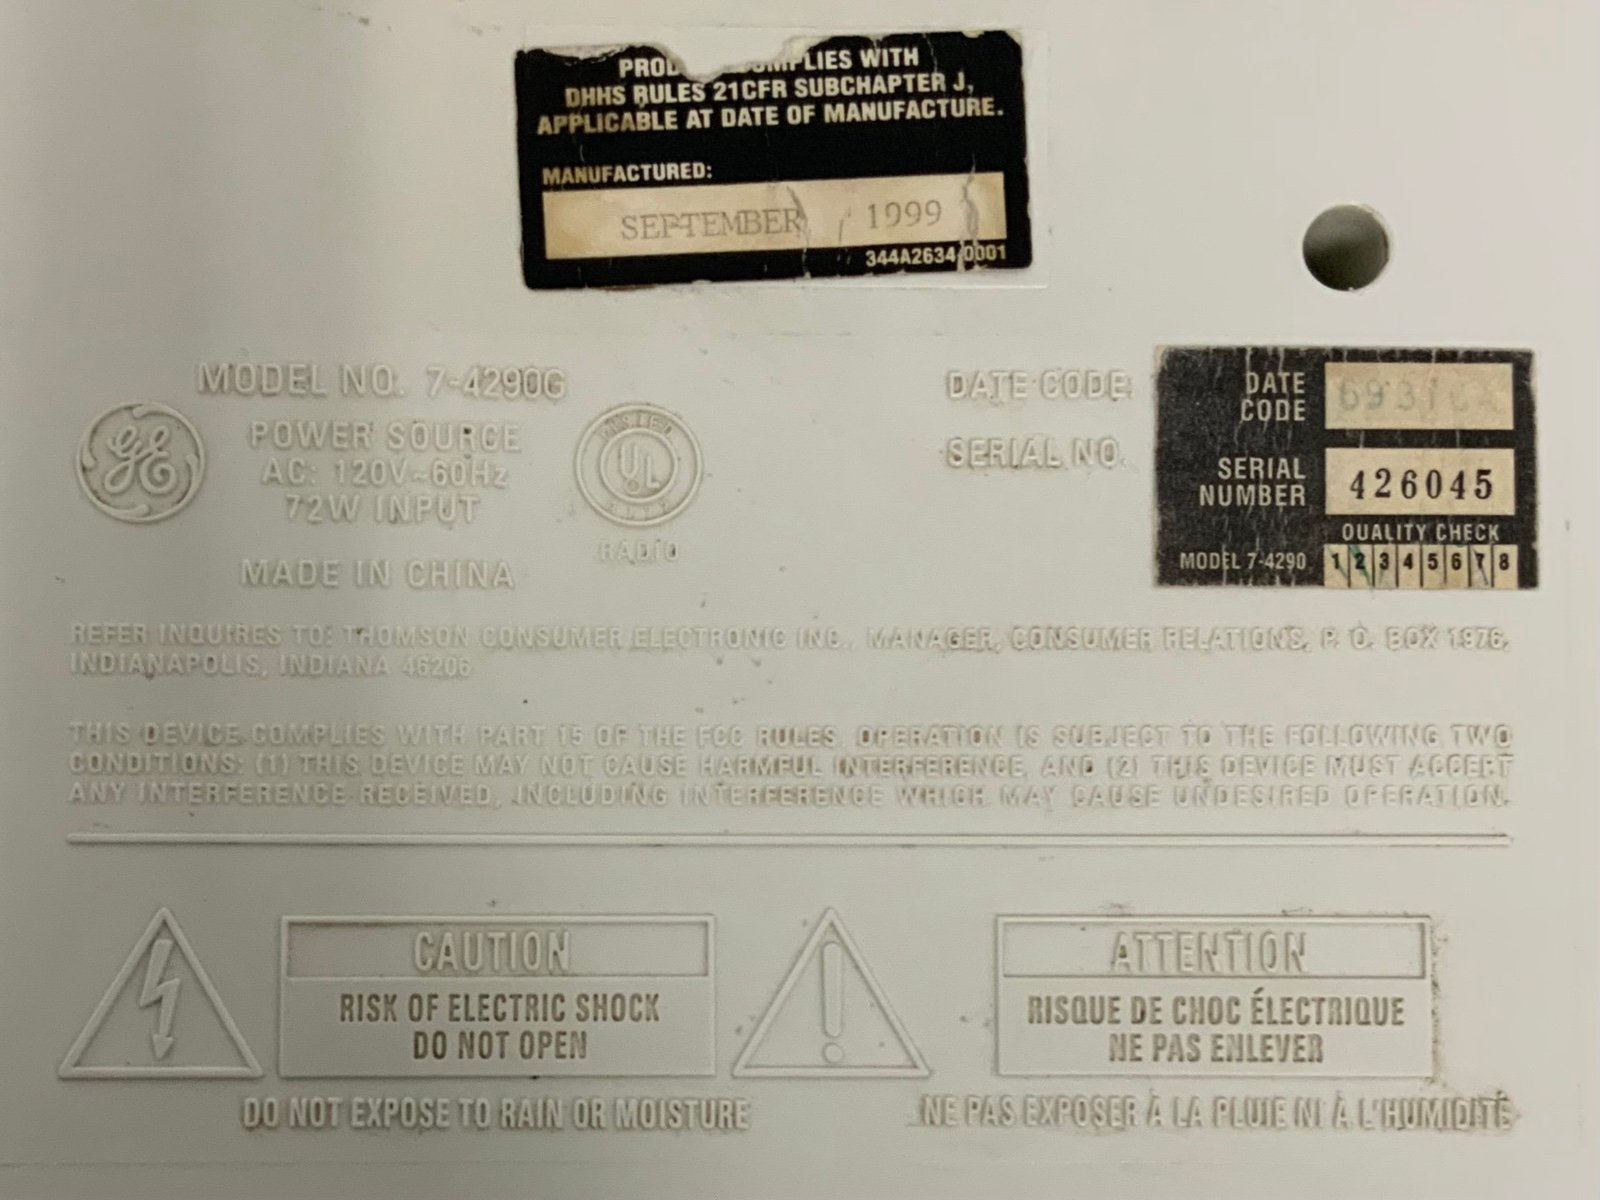 PROD OMPLIES WITH
DHHS RULES 21CFR SUBCHAPTER J,
APPLICABLE AT DATE OF MANUFACTURE.
MANUFACTURED:
SEPTEMBER 1999
344A2634 0001
MODEL NO. 7-4290G
GE
POWER SOURCE
AC: 120V~60Hz
72W INPUT
MADE IN CHINA
LISTED
UL
RADIO
DATE CODE:
SERIAL NO.
DATE
CODE
SERIAL
NUMBER
426045
QUALITY CHECK
MODEL 7-4290
1 2 3 4 5 6 7 8
REFER INQUIRES TO: THOMSON CONSUMER ELECTRONIC INC., MANAGER, CONSUMER RELATIONS, P. O. BOX 1976,
INDIANAPOLIS, INDIANA 46206
THIS DEVICE COMPLIES WITH PART 15 OF THE FCC RULES. OPERATION IS SUBJECT TO THE FOLLOWING TWO
CONDITIONS: (1) THIS DEVICE MAY NOT CAUSE HARMFUL INTERFERENCE, AND (2) THIS DEVICE MUST ACCEPT
ANY INTERFERENCE RECEIVED, INCLUDING INTERFERENCE WHICH MAY CAUSE UNDESIRED OPERATION.
CAUTION
RISK OF ELECTRIC SHOCK
DO NOT OPEN
DO NOT EXPOSE TO RAIN OR MOISTURE
ATTENTION
RISQUE DE CHOC ÉLECTRIQUE
NE PAS ENLEVER
NE PAS EXPOSER À LA PLUIE NI À L'HUMIDITÉ